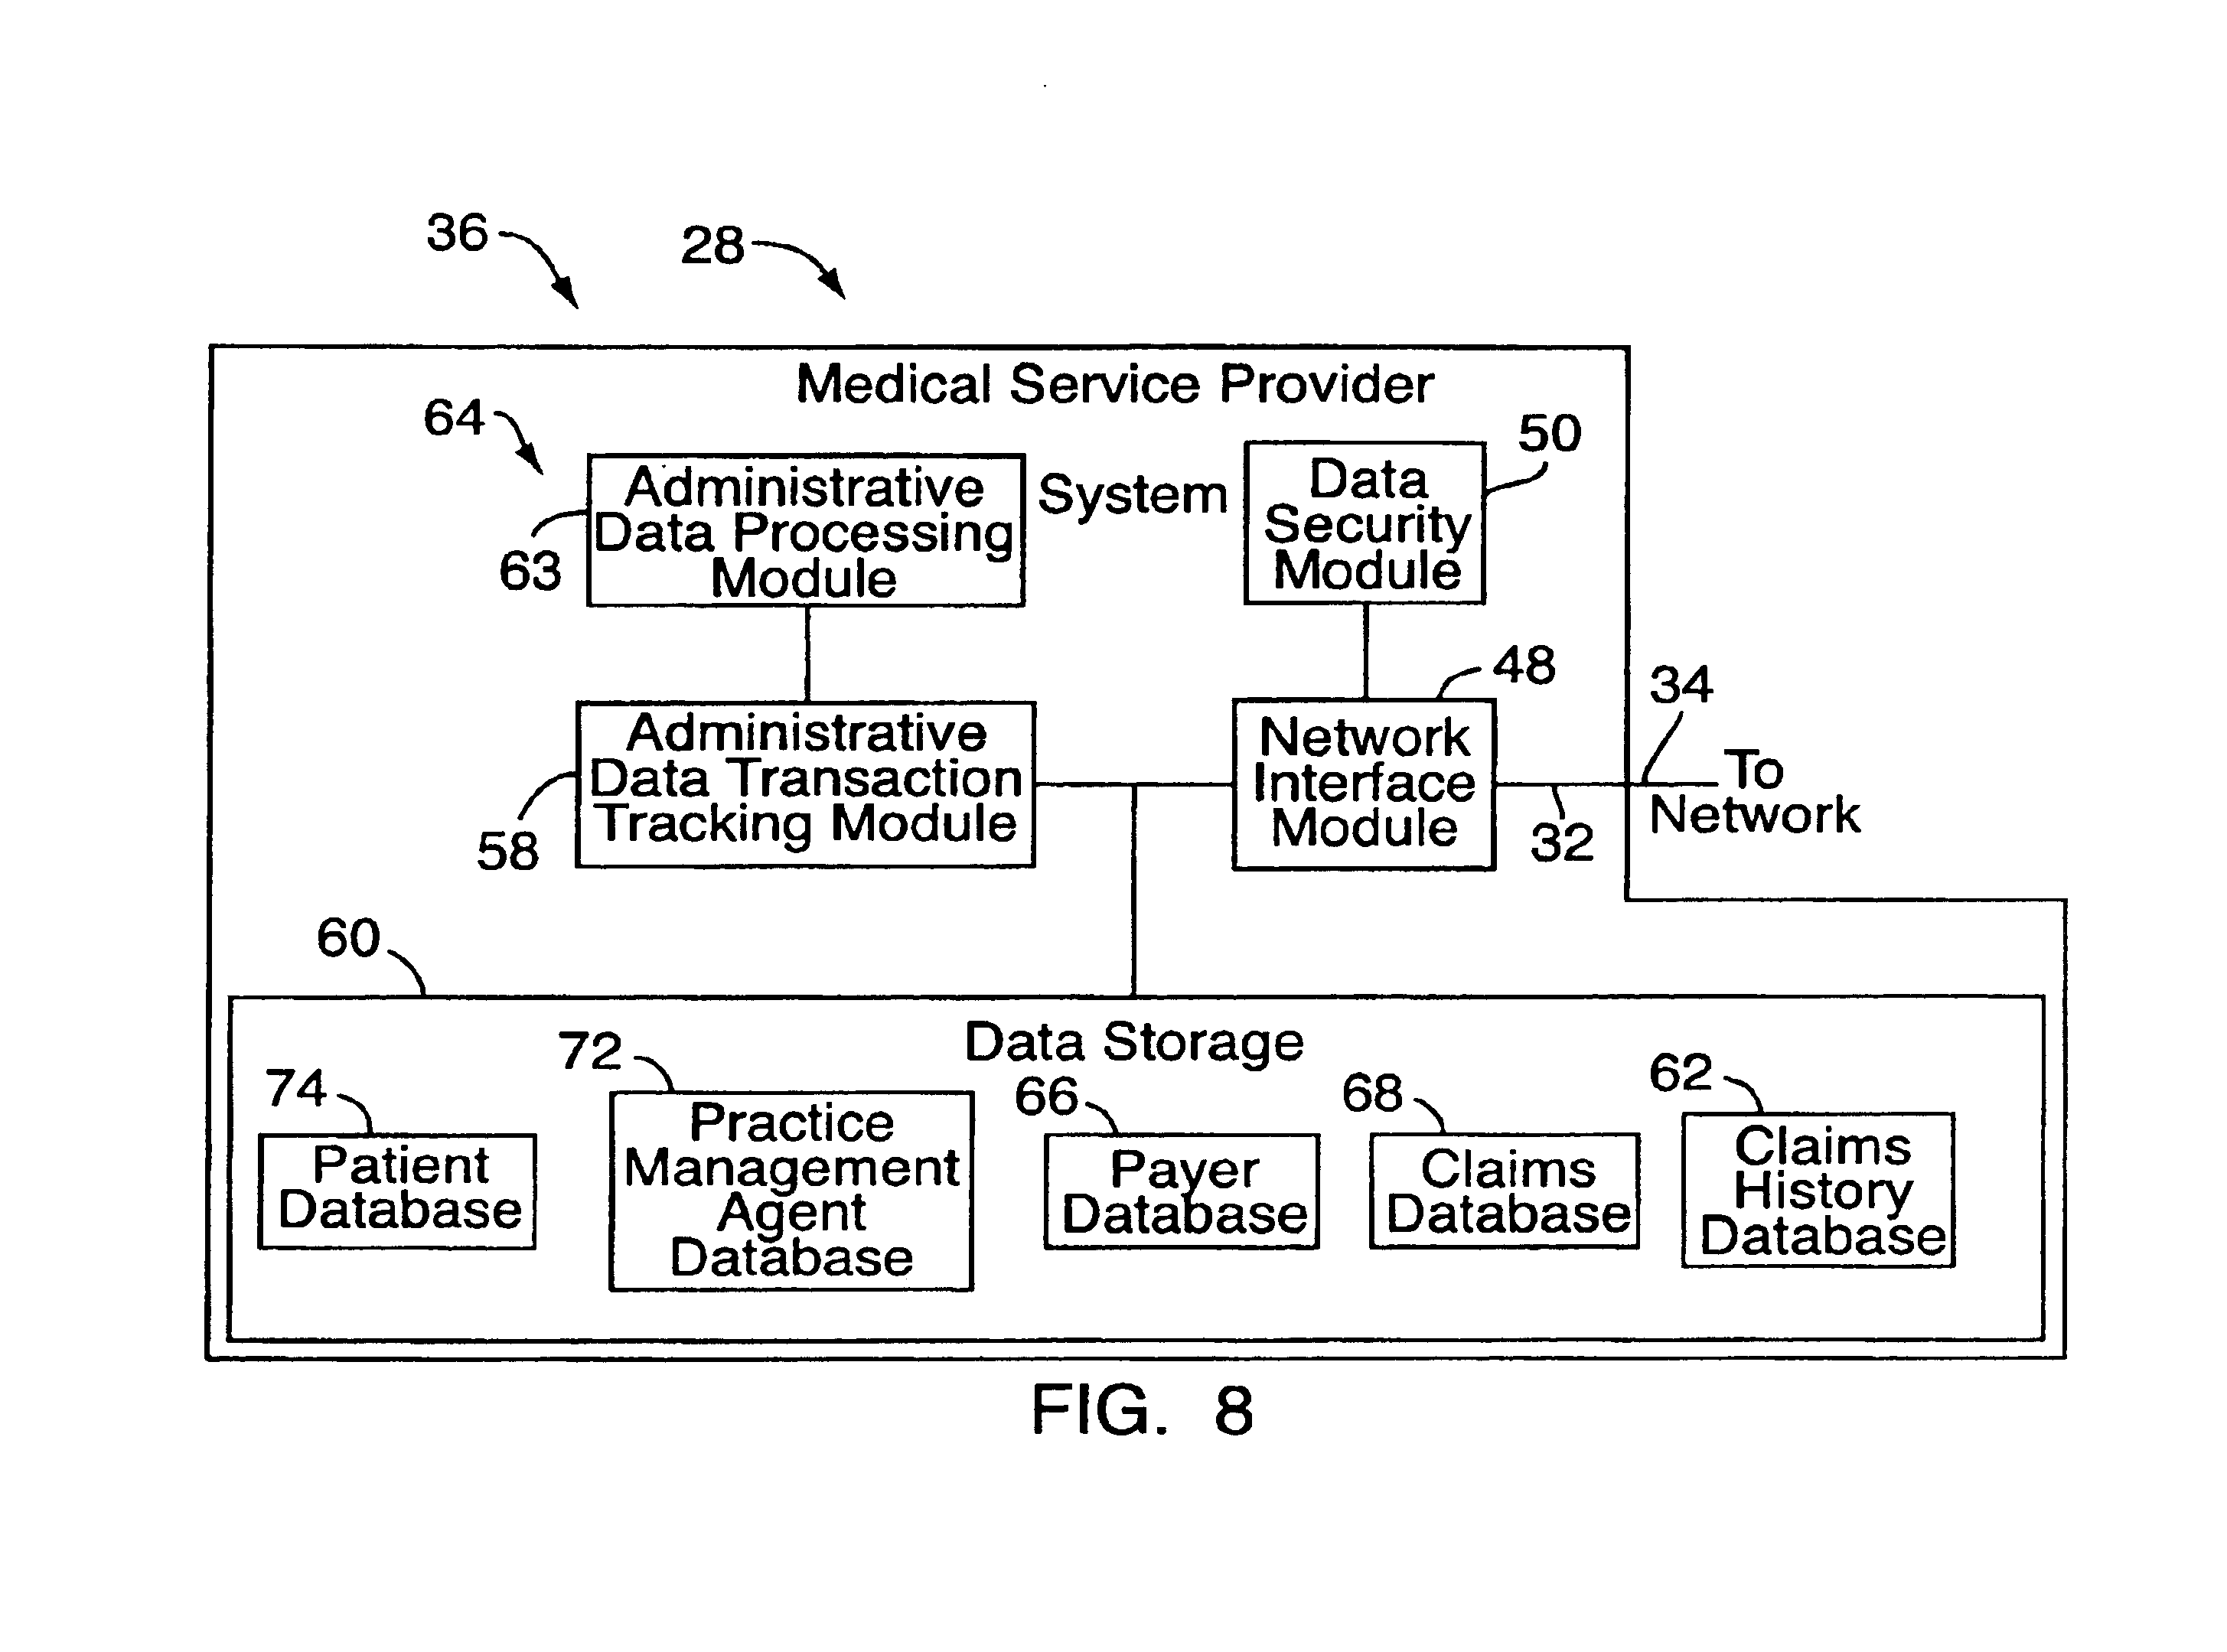 36
28
Medical Service Provider
64
50
Administrative
Data Processing
Module
System
Data
Security
Module
63
48
34
Administrative
Data Transaction
Tracking Module
Network
Interface
Module
To
Network
58
32
60
Data Storage
74
72
66
68
62
Patient
Database
Practice
Management
Agent
Database
Payer
Database
Claims
Database
Claims
History
Database
FIG. 8